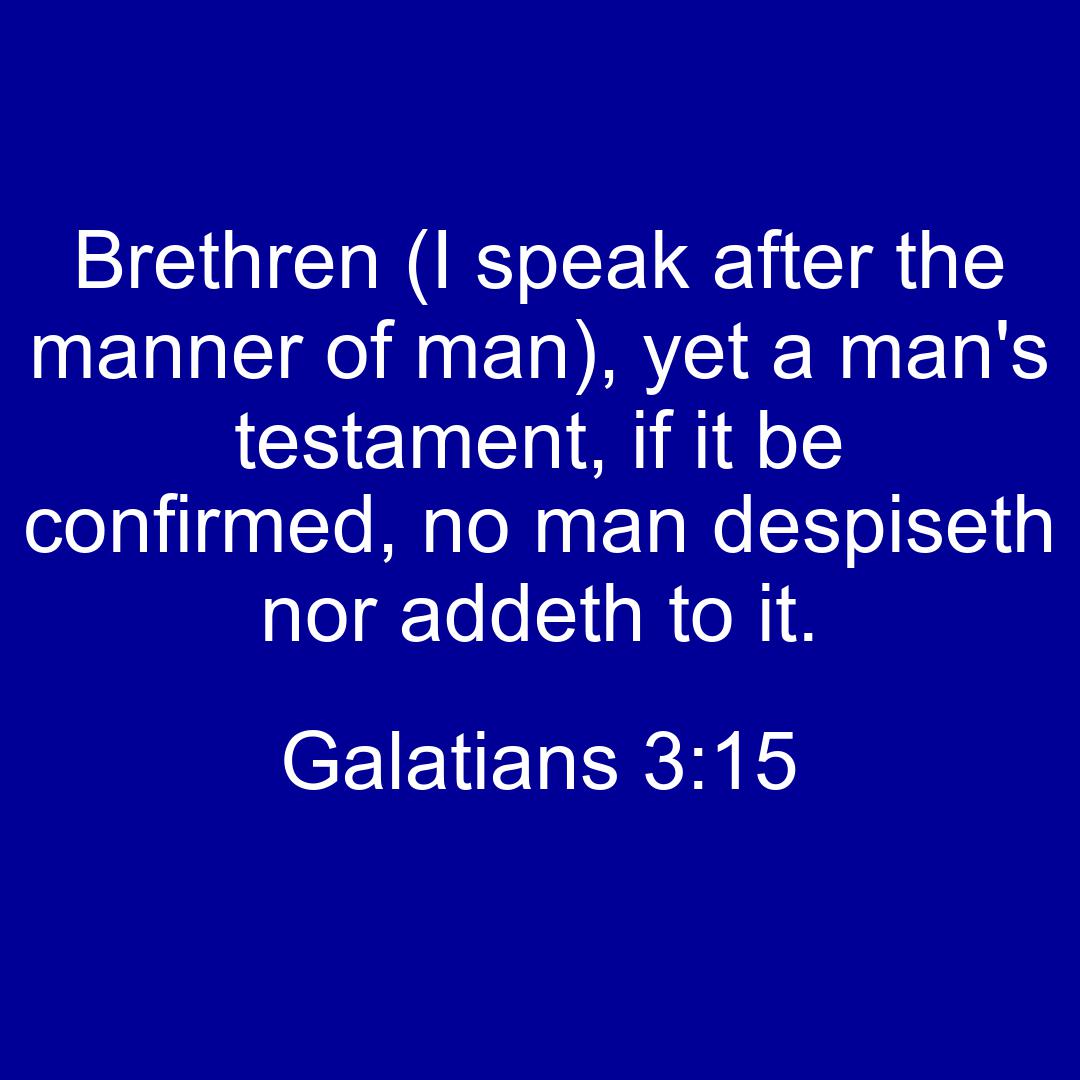 Brethren (I speak after the
manner of man), yet a man's
testament, if it be
confirmed, no man despiseth
nor addeth to it.
Galatians 3:15